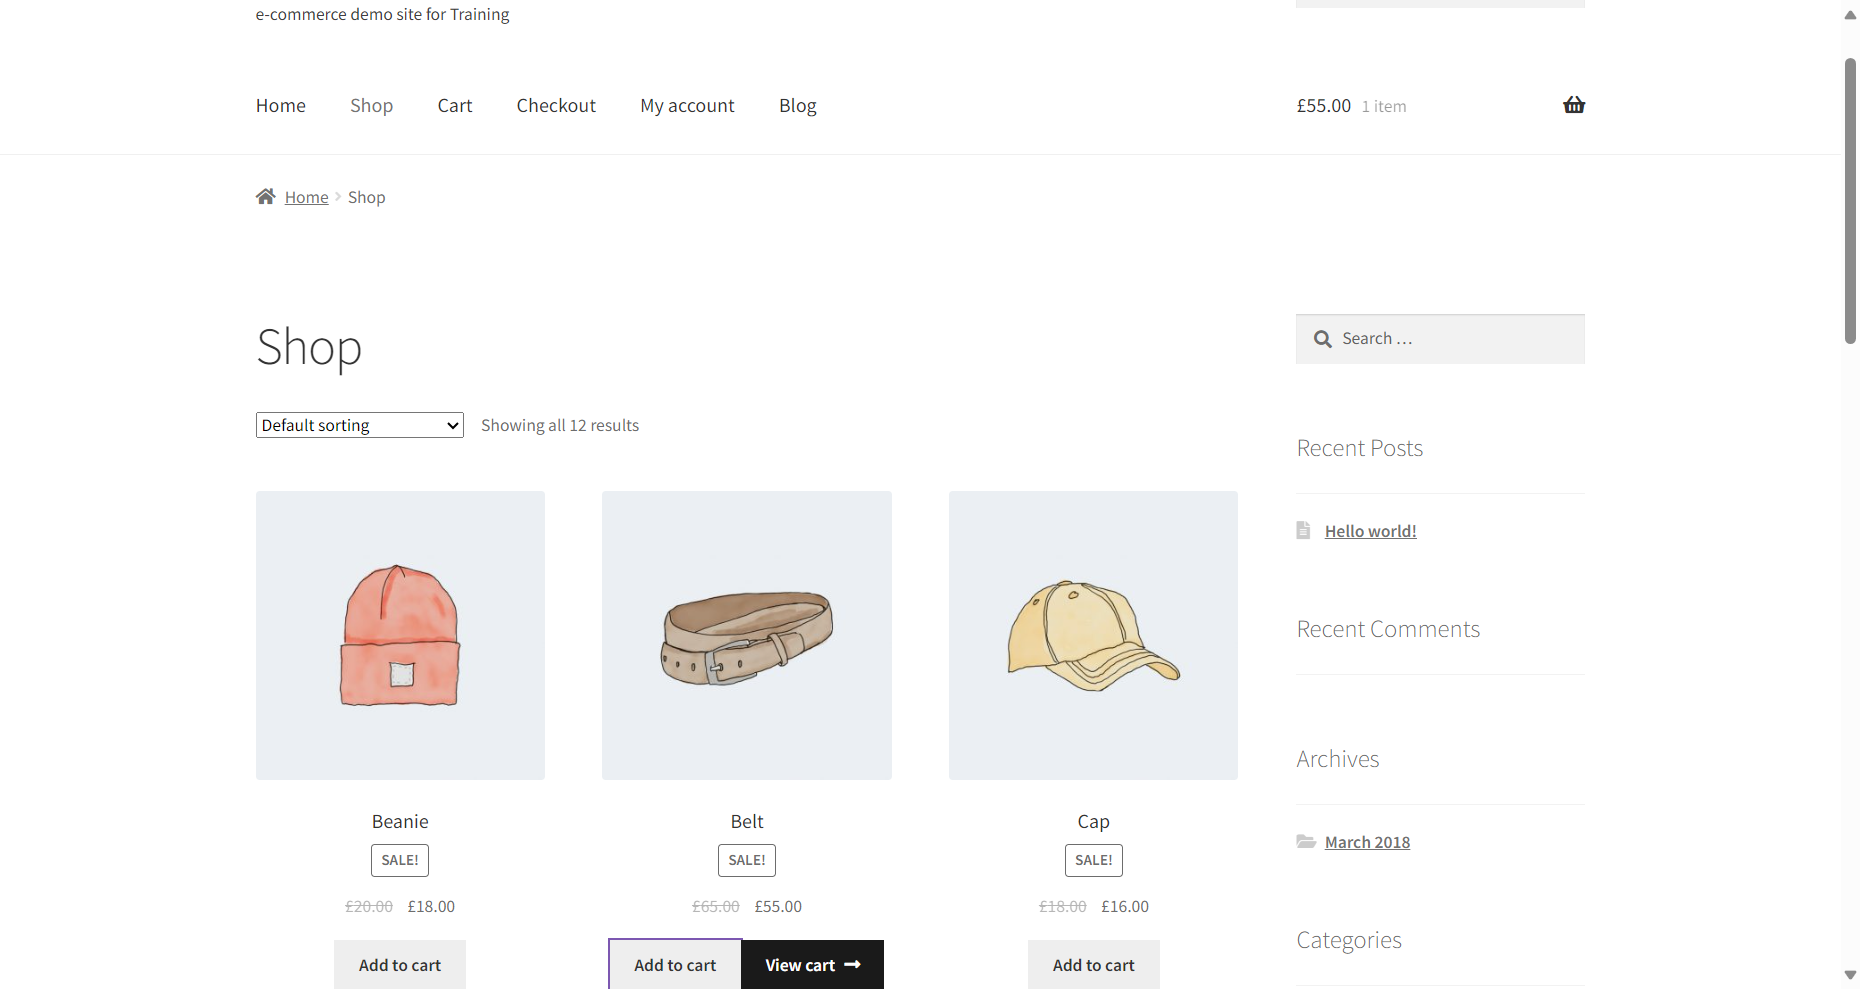 e-commerce demo site for Training
Home Shop Cart Checkout My account Blog
£55.00 1 item
Home Shop
Shop
Default sorting
Showing all 12 results
Beanie
SALE!
£20.00 £18.00
Add to cart
Belt
SALE!
£65.00 £55.00
Add to cart View cart
Cap
SALE!
£18.00 £16.00
Add to cart
Search …
Recent Posts
Hello world!
Recent Comments
Archives
March 2018
Categories